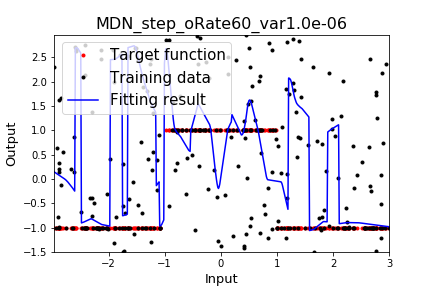 MDN_step_oRate60_var1.0e-06
Target function
Training data
Fitting result
Output
2.5
2.0
1.5
1.0
0.5
0.0
−0.5
−1.0
−1.5
−2
−1
0
1
2
3
Input